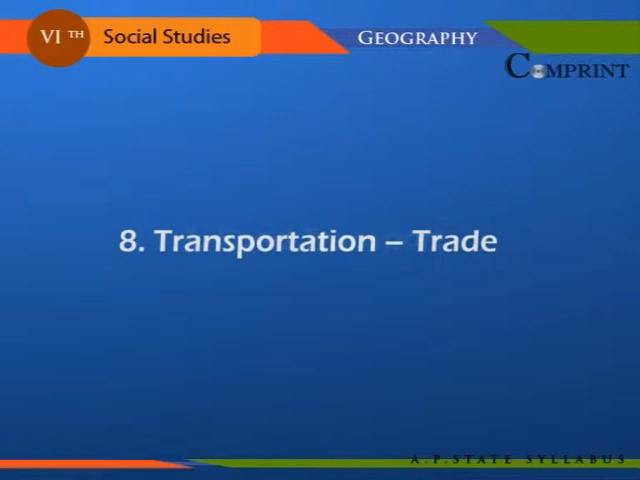 VI TH Social Studies
GEOGRAPHY
COMPRINT
8. Transportation – Trade
A.P.STATE SYLLABUS